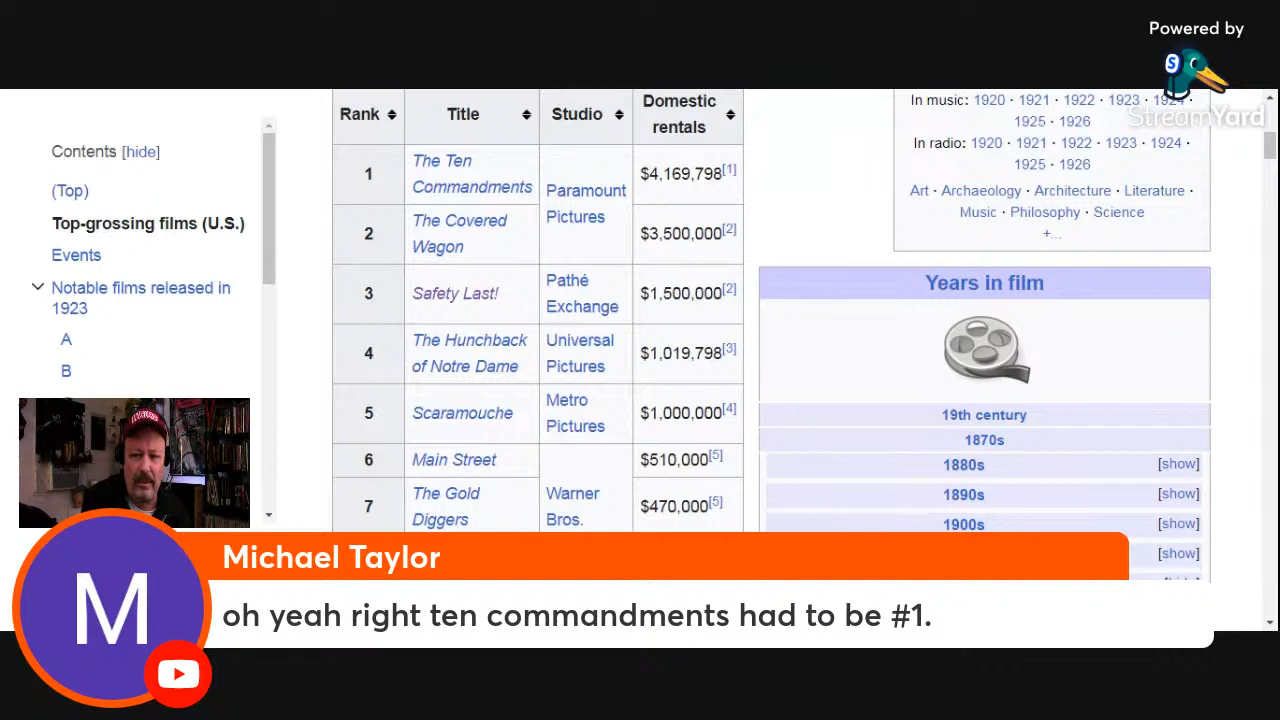 Powered by
StreamYard
Contents [hide]
(Top)
Top-grossing films (U.S.)
Events
Notable films released in
1923
A
B
Rank
Title
Studio
Domestic
rentals
1
The Ten
Commandments
Paramount
Pictures
$4,169,798[1]
2
The Covered
Wagon
$3,500,000[2]
3
Safety Last!
Pathé
Exchange
$1,500,000[2]
4
The Hunchback
of Notre Dame
Universal
Pictures
$1,019,798[3]
5
Scaramouche
Metro
Pictures
$1,000,000[4]
6
Main Street
$510,000[5]
7
The Gold
Diggers
Warner
Bros.
$470,000[5]
In music: 1920 · 1921 · 1922 · 1923 · 1924 ·
1925 · 1926
In radio: 1920 · 1921 · 1922 · 1923 · 1924 ·
1925 · 1926
Art · Archaeology · Architecture · Literature ·
Music · Philosophy · Science
+...
Years in film
19th century
1870s
1880s [show]
1890s [show]
1900s [show]
[show]
Michael Taylor
M
oh yeah right ten commandments had to be #1.